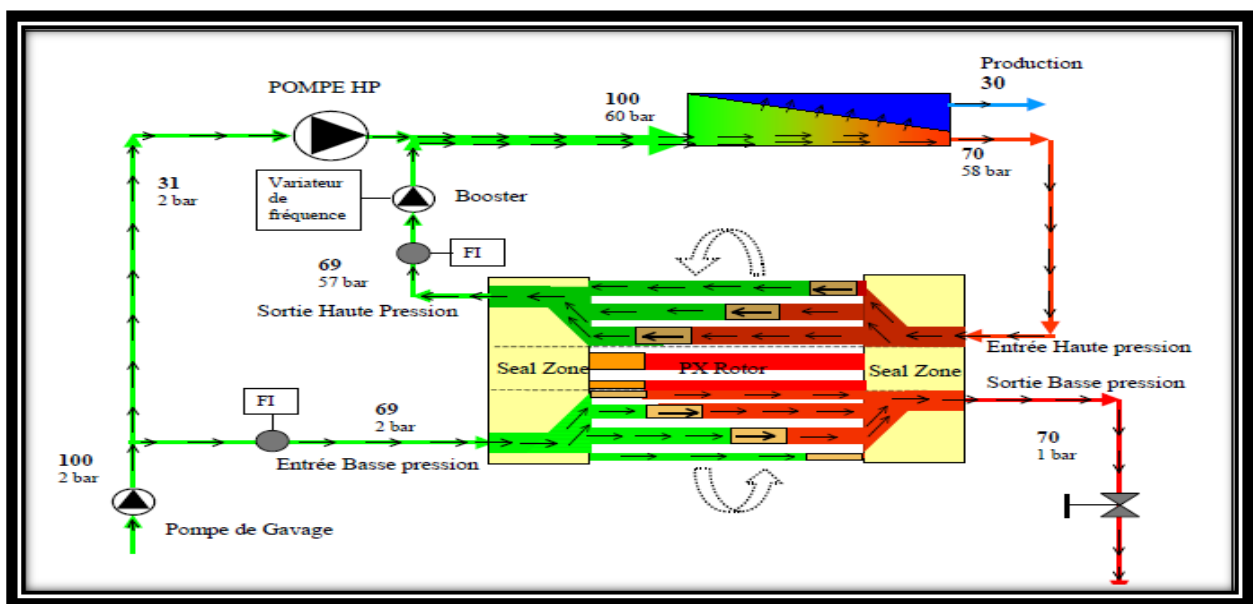 Production
30
POMPE HP
100
60 bar
70
58 bar
31
2 bar
Variateur
de
fréquence
Booster
FI
69
57 bar
Sortie Haute Pression
Entrée Haute pression
Seal Zone
PX Rotor
Seal Zone
Sortie Basse pression
FI
69
2 bar
Entrée Basse pression
70
1 bar
100
2 bar
Pompe de Gavage